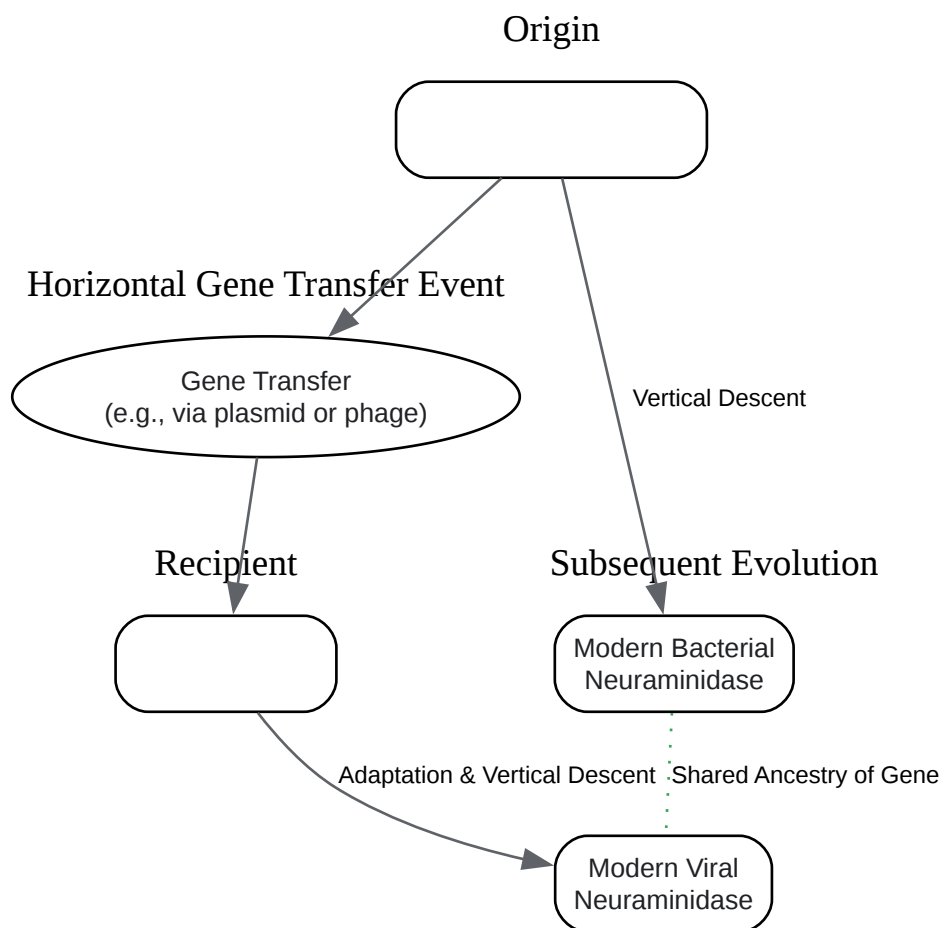 Origin
Horizontal Gene Transfer Event
Gene Transfer
(e.g., via plasmid or phage)
Vertical Descent
Recipient
Subsequent Evolution
Modern Bacterial
Neuraminidase
Adaptation & Vertical Descent
Shared Ancestry of Gene
Modern Viral
Neuraminidase